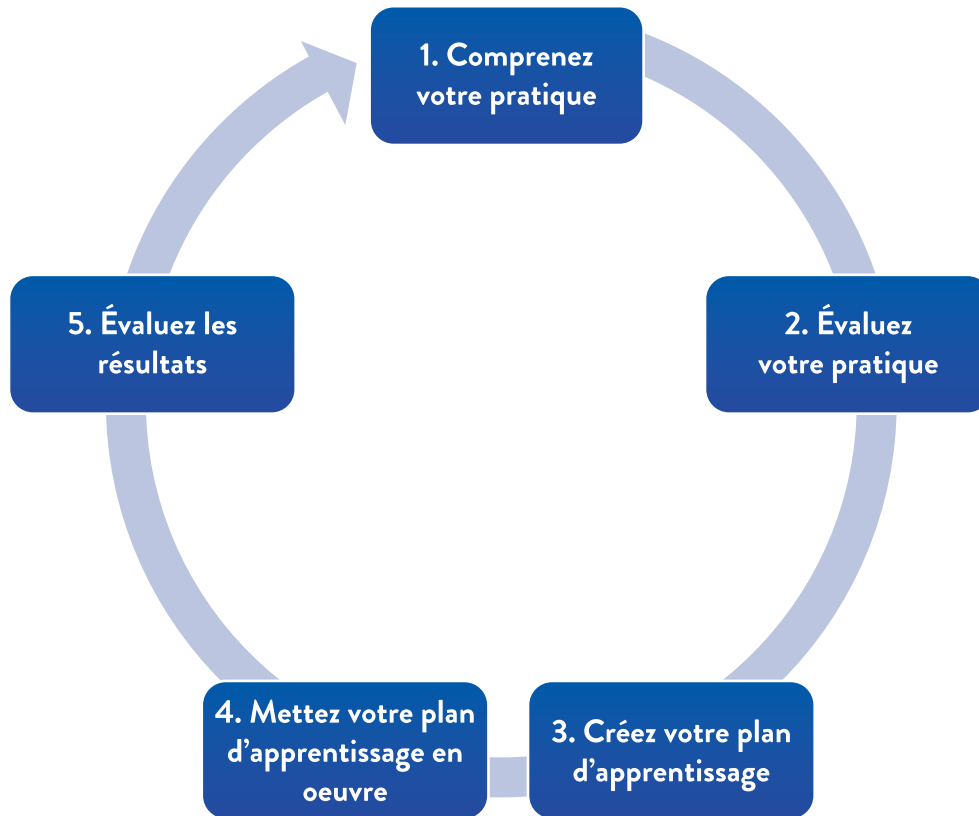 1. Comprenez
votre pratique
2. Évaluez
votre pratique
3. Créez votre plan
d'apprentissage
4. Mettez votre plan
d'apprentissage en
oeuvre
5. Évaluez les
résultats